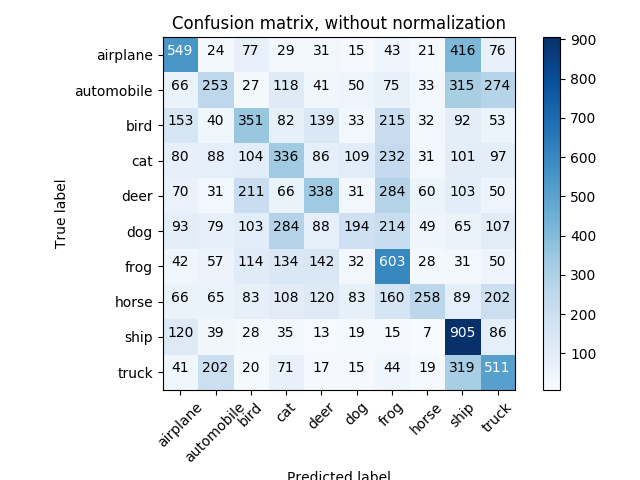 Confusion matrix, without normalization
True label
airplane 549 24 77 29 31 15 43 21 416 76
automobile 66 253 27 118 41 50 75 33 315 274
bird 153 40 351 82 139 33 215 32 92 53
cat 80 88 104 336 86 109 232 31 101 97
deer 70 31 211 66 338 31 284 60 103 50
dog 93 79 103 284 88 194 214 49 65 107
frog 42 57 114 134 142 32 603 28 31 50
horse 66 65 83 108 120 83 160 258 89 202
ship 120 39 28 35 13 19 15 7 905 86
truck 41 202 20 71 17 15 44 19 319 511
airplane automobile bird cat deer dog frog horse ship truck
Predicted label
900
800
700
600
500
400
300
200
100